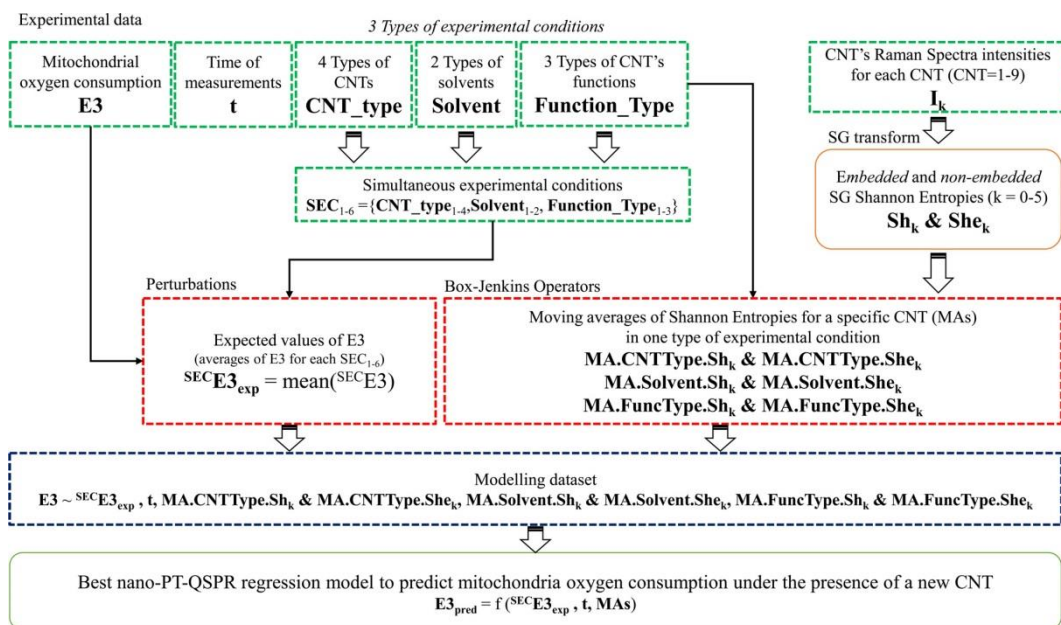 Experimental data
3 Types of experimental conditions
Mitochondrial
oxygen consumption
E3
Time of
measurements
t
4 Types of
CNTs
CNT_type
2 Types of
solvents
Solvent
3 Types of CNT's
functions
Function_Type
CNT's Raman Spectra intensities
for each CNT (CNT=1-9)
Iₖ
SG transform
Simultaneous experimental conditions
SEC₁₋₆ ={CNT_type₁₋₄,Solvent₁₋₂, Function_Type₁₋₃}
Embedded and non-embedded
SG Shannon Entropies (k = 0-5)
Shₖ & Sheₖ
Perturbations
Expected values of E3
(averages of E3 for each SEC₁₋₆)
ˢᴱᶜE3ₑₓₚ = mean(ˢᴱᶜE3)
Box-Jenkins Operators
Moving averages of Shannon Entropies for a specific CNT (MAs)
in one type of experimental condition
MA.CNTType.Shₖ & MA.CNTType.Sheₖ
MA.Solvent.Shₖ & MA.Solvent.Sheₖ
MA.FuncType.Shₖ & MA.FuncType.Sheₖ
Modelling dataset
E3 ~ ˢᴱᶜE3ₑₓₚ , t, MA.CNTType.Shₖ & MA.CNTType.Sheₖ, MA.Solvent.Shₖ & MA.Solvent.Sheₖ, MA.FuncType.Shₖ & MA.FuncType.Sheₖ
Best nano-PT-QSPR regression model to predict mitochondria oxygen consumption under the presence of a new CNT
E3ₚᵣₑd = f (ˢᴱᶜE3ₑₓₚ , t, MAs)